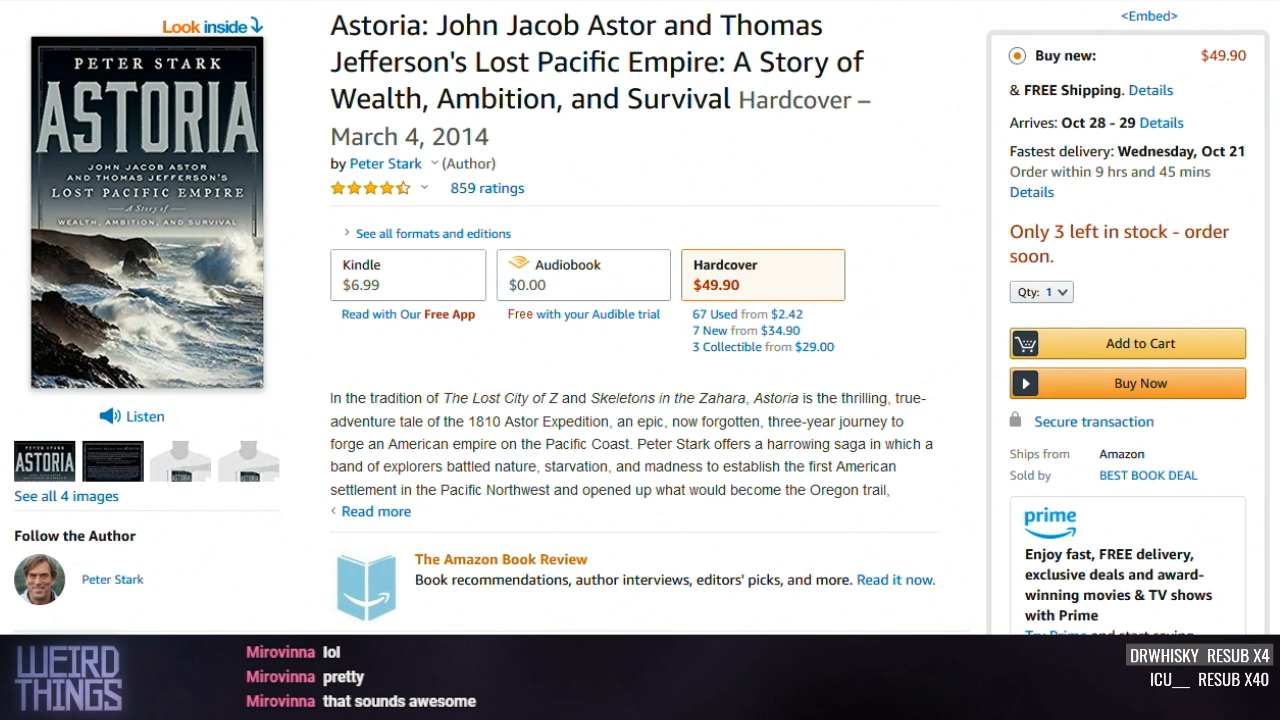 Look inside
PETER STARK
ASTORIA
JOHN JACOB ASTOR
AND THOMAS JEFFERSON'S
LOST PACIFIC EMPIRE
A Story of
WEALTH, AMBITION, AND SURVIVAL
Listen
ASTORIA
See all 4 images
Follow the Author
Peter Stark
Astoria: John Jacob Astor and Thomas
Jefferson's Lost Pacific Empire: A Story of
Wealth, Ambition, and Survival Hardcover –
March 4, 2014
by Peter Stark (Author)
859 ratings
See all formats and editions
Kindle
$6.99
Read with Our Free App
Audiobook
$0.00
Free with your Audible trial
Hardcover
$49.90
67 Used from $2.42
7 New from $34.90
3 Collectible from $29.00
In the tradition of The Lost City of Z and Skeletons in the Zahara, Astoria is the thrilling, true-
adventure tale of the 1810 Astor Expedition, an epic, now forgotten, three-year journey to
forge an American empire on the Pacific Coast. Peter Stark offers a harrowing saga in which a
band of explorers battled nature, starvation, and madness to establish the first American
settlement in the Pacific Northwest and opened up what would become the Oregon trail,
Read more
The Amazon Book Review
Book recommendations, author interviews, editors' picks, and more. Read it now.
<Embed>
Buy new: $49.90
& FREE Shipping. Details
Arrives: Oct 28 - 29 Details
Fastest delivery: Wednesday, Oct 21
Order within 9 hrs and 45 mins
Details
Only 3 left in stock - order
soon.
Qty: 1
Add to Cart
Buy Now
Secure transaction
Ships from Amazon
Sold by BEST BOOK DEAL
prime
Enjoy fast, FREE delivery,
exclusive deals and award-
winning movies & TV shows
with Prime
WEIRD
THINGS
Mirovinna lol
Mirovinna pretty
Mirovinna that sounds awesome
DRWHISKY RESUB X4
ICU__ RESUB X40